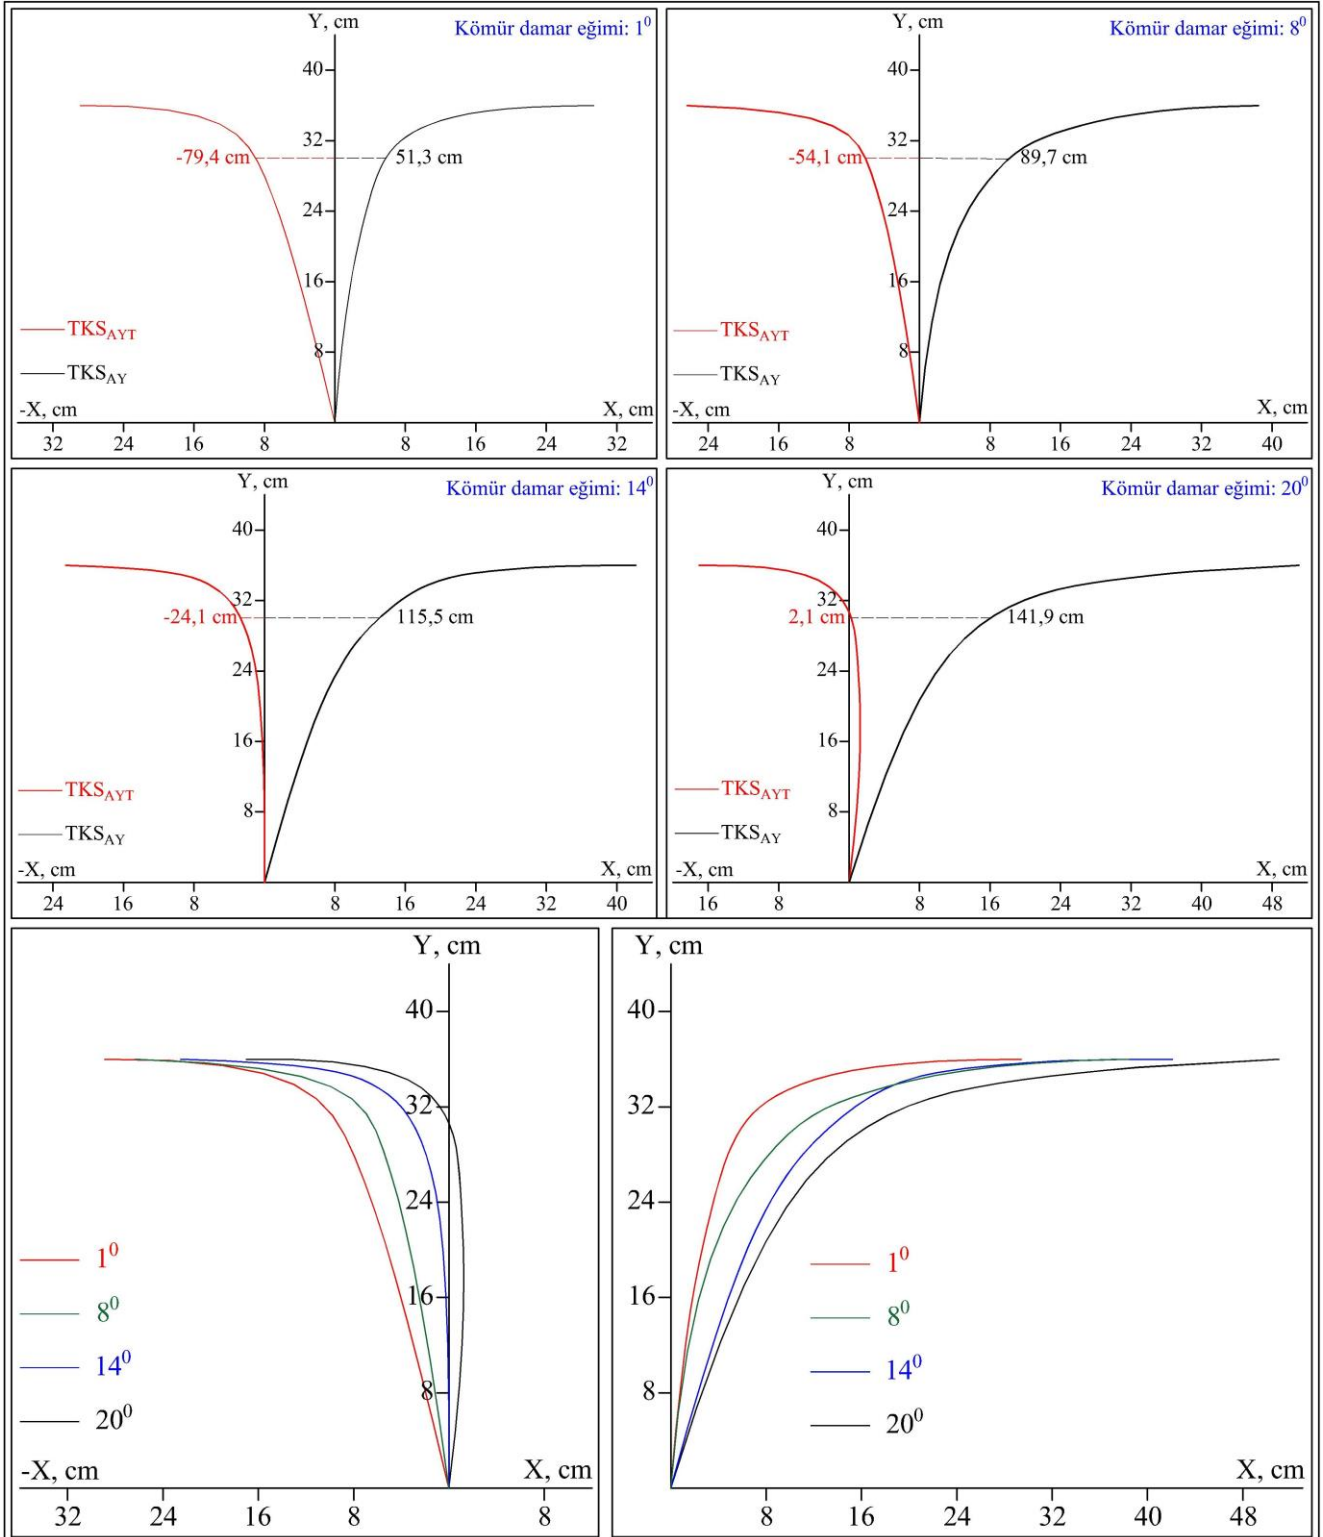 Y, cm
Kömür damar eğimi: 1⁰
40
32
-79,4 cm
51,3 cm
24
16
TKS_AYT
8
TKS_AY
-X, cm
X, cm
32 24 16 8 8 16 24 32
Y, cm
Kömür damar eğimi: 8⁰
40
32
-54,1 cm
89,7 cm
24
16
TKS_AYT
8
TKS_AY
-X, cm
X, cm
24 16 8 8 16 24 32 40
Y, cm
Kömür damar eğimi: 14⁰
40
32
-24,1 cm
115,5 cm
24
16
TKS_AYT
8
TKS_AY
-X, cm
X, cm
24 16 8 8 16 24 32 40
Y, cm
Kömür damar eğimi: 20⁰
40
32
2,1 cm
141,9 cm
24
16
TKS_AYT
8
TKS_AY
-X, cm
X, cm
16 8 8 16 24 32 40 48
Y, cm
40
32
24
1⁰
16
8⁰
14⁰
8
20⁰
-X, cm
X, cm
32 24 16 8 8
Y, cm
40
32
24
1⁰
16
8⁰
14⁰
8
20⁰
X, cm
8 16 24 32 40 48